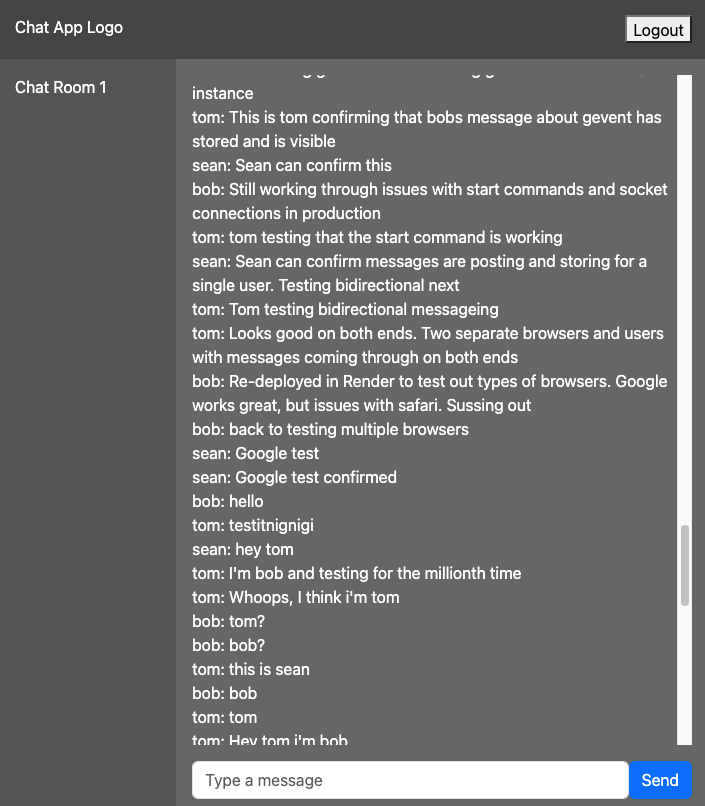 Chat App Logo
Logout
Chat Room 1
instance
tom: This is tom confirming that bobs message about gevent has
stored and is visible
sean: Sean can confirm this
bob: Still working through issues with start commands and socket
connections in production
tom: tom testing that the start command is working
sean: Sean can confirm messages are posting and storing for a
single user. Testing bidirectional next
tom: Tom testing bidirectional messageing
tom: Looks good on both ends. Two separate browsers and users
with messages coming through on both ends
bob: Re-deployed in Render to test out types of browsers. Google
works great, but issues with safari. Sussing out
bob: back to testing multiple browsers
sean: Google test
sean: Google test confirmed
bob: hello
tom: testitnignigi
sean: hey tom
tom: I'm bob and testing for the millionth time
tom: Whoops, I think i'm tom
bob: tom?
bob: bob?
tom: this is sean
bob: bob
tom: tom
tom: Hey tom i'm bob
Type a message
Send